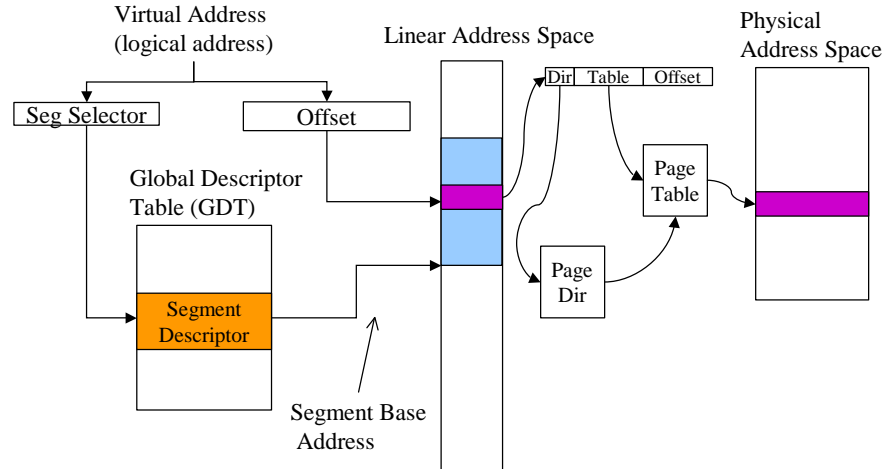 Virtual Address
(logical address)
Seg Selector
Offset
Global Descriptor
Table (GDT)
Segment
Descriptor
Segment Base
Address
Linear Address Space
Dir
Table
Offset
Page
Table
Page
Dir
Physical
Address Space